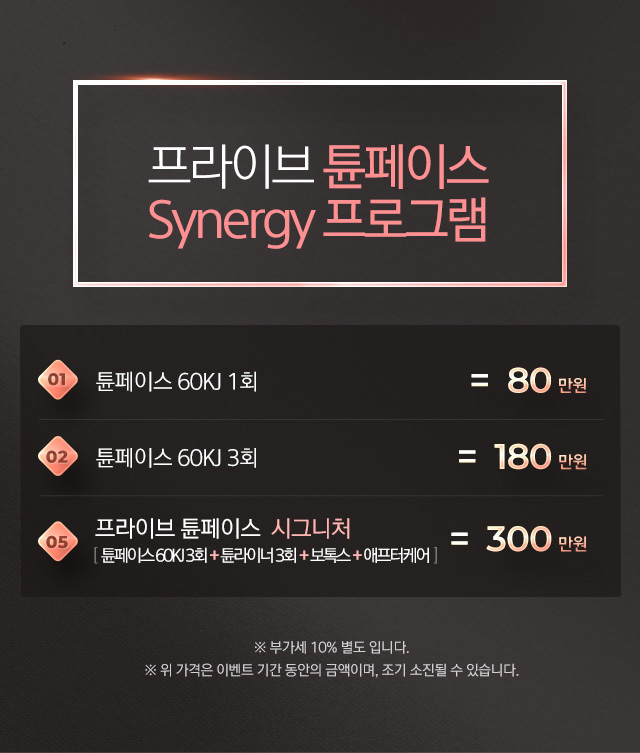 프라이브 튠페이스
Synergy 프로그램
01 튠페이스 60KJ 1회 = 80 만원
02 튠페이스 60KJ 3회 = 180 만원
05 프라이브 튠페이스 시그니처 = 300 만원
[ 튠페이스 60KJ 3회 + 튠라이너 3회 + 보톡스 + 애프터케어 ]
※ 부가세 10% 별도 입니다.
※ 위 가격은 이벤트 기간 동안의 금액이며, 조기 소진될 수 있습니다.